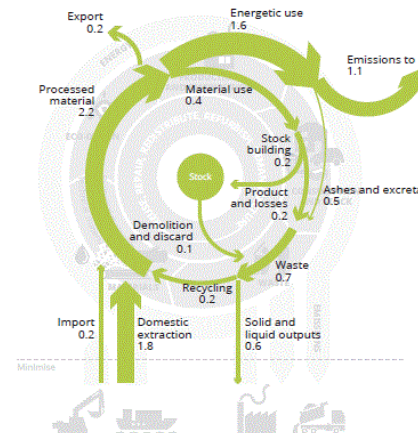 Export
0.2
Energetic use
1.6
Emissions to
1.1
Processed
material
2.2
Material use
0.4
Stock
building
0.2
Stock
Product
and losses
0.2
Ashes and excreta
0.5
Demolition
and discard
0.1
Waste
0.7
Recycling
0.2
Import
0.2
Domestic
extraction
1.8
Solid and
liquid outputs
0.6
MATERIALS
WASTE
EMISSIONS
Minimise